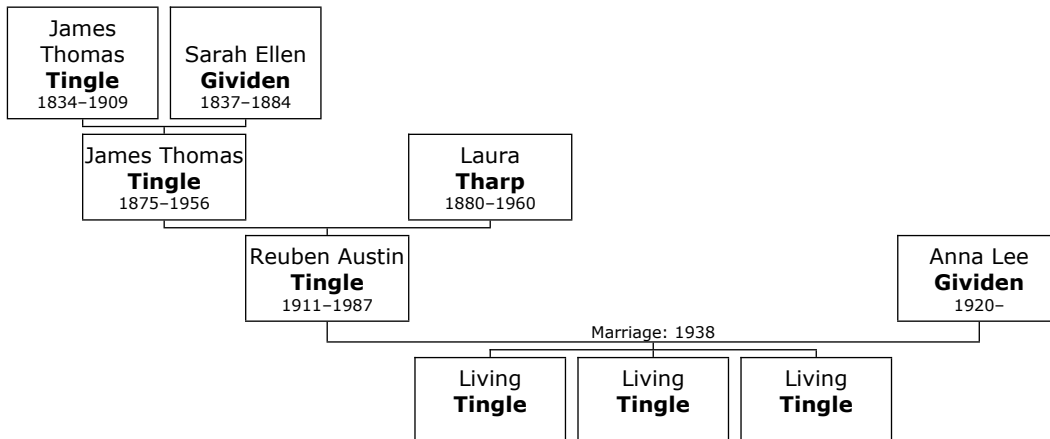 James
Thomas
Tingle
1834–1909
Sarah Ellen
Gividen
1837–1884
James Thomas
Tingle
1875–1956
Laura
Tharp
1880–1960
Reuben Austin
Tingle
1911–1987
Anna Lee
Gividen
1920–
Marriage: 1938
Living
Tingle
Living
Tingle
Living
Tingle